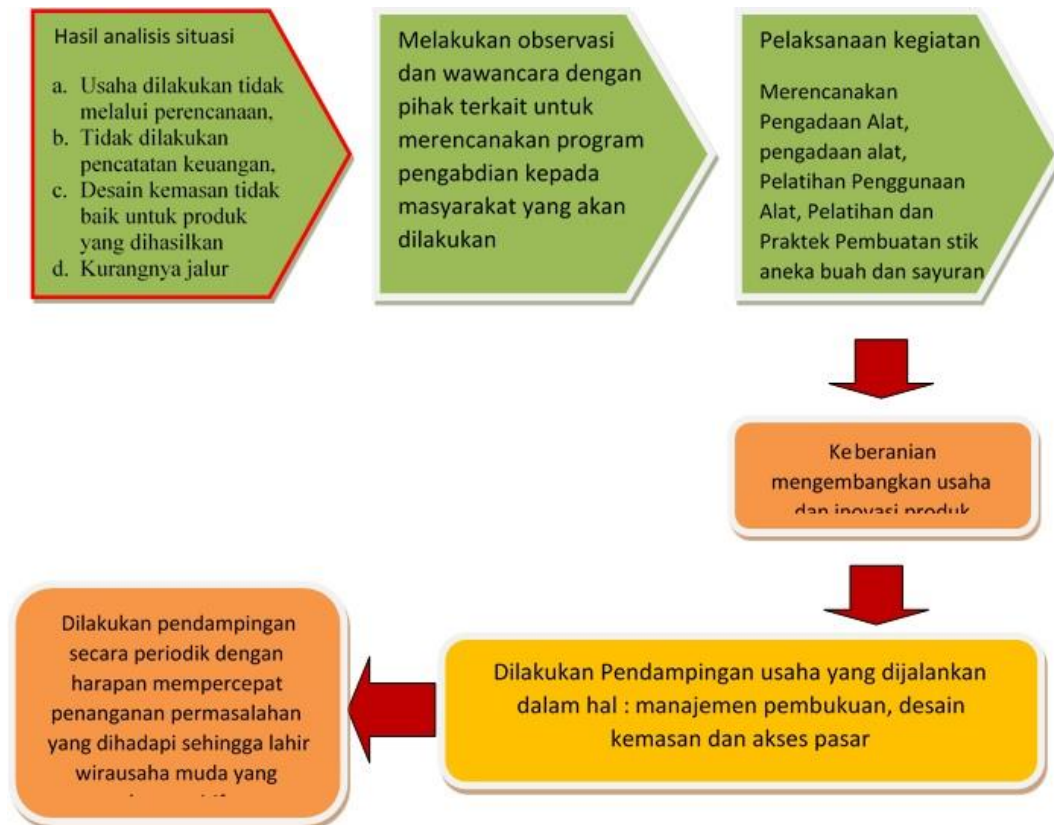 Hasil analisis situasi
a. Usaha dilakukan tidak
melalui perencanaan,
b. Tidak dilakukan
pencatatan keuangan,
c. Desain kemasan tidak
baik untuk produk
yang dihasilkan
d. Kurangnya jalur
Melakukan observasi
dan wawancara dengan
pihak terkait untuk
merencanakan program
pengabdian kepada
masyarakat yang akan
dilakukan
Pelaksanaan kegiatan
Merencanakan
Pengadaan Alat,
pengadaan alat,
Pelatihan Penggunaan
Alat, Pelatihan dan
Praktek Pembuatan stik
aneka buah dan sayuran
Keberanian
mengembangkan usaha
dan inovasi produk
Dilakukan Pendampingan usaha yang dijalankan
dalam hal : manajemen pembukuan, desain
kemasan dan akses pasar
Dilakukan pendampingan
secara periodik dengan
harapan mempercepat
penanganan permasalahan
yang dihadapi sehingga lahir
wirausaha muda yang